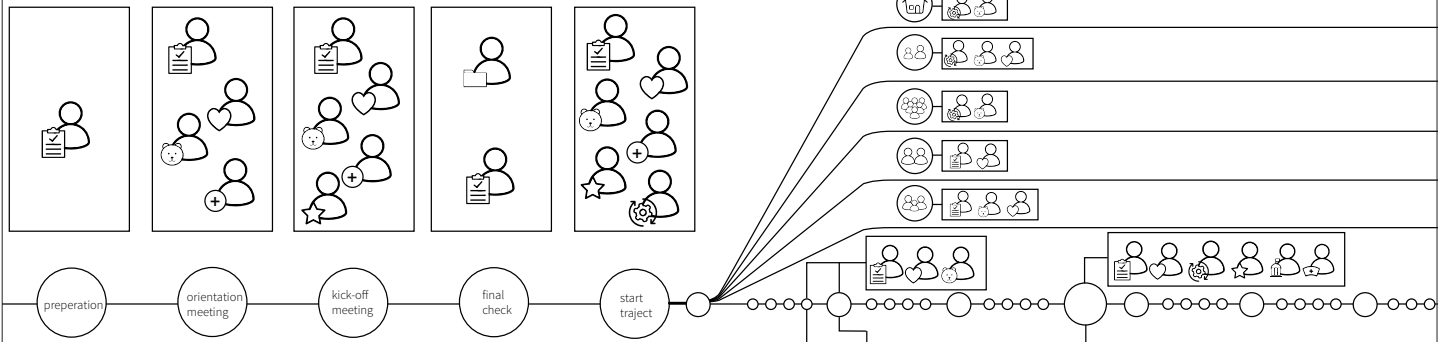 preperation
orientation
meeting
kick-off
meeting
final
check
start
traject